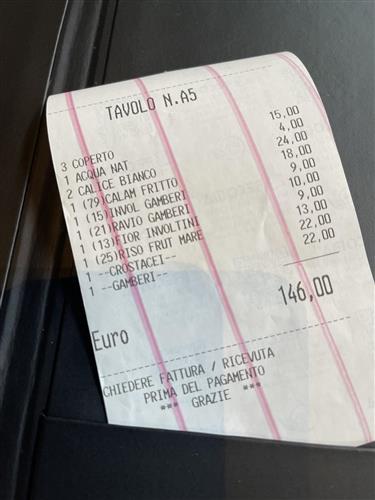 TAVOLO N.A5
3 COPERTO 15,00
1 ACQUA NAT 4,00
2 CALICE BIANCO 24,00
1 (79)CALAM FRITTO 18,00
1 (15)INVOL GAMBERI 9,00
1 (21)RAVIO GAMBERI 10,00
1 (13)FIOR INVOLTINI 9,00
1 (25)RISO FRUT MARE 13,00
1 --CROSTACEI-- 22,00
1 --GAMBERI-- 22,00
Euro 146,00
CHIEDERE FATTURA / RICEVUTA
PRIMA DEL PAGAMENTO
*** GRAZIE ***